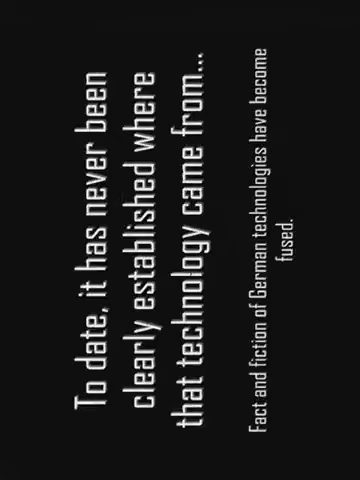 To date, it has never been
clearly established where
that technology came from...
Fact and fiction of German technologies have become
fused.